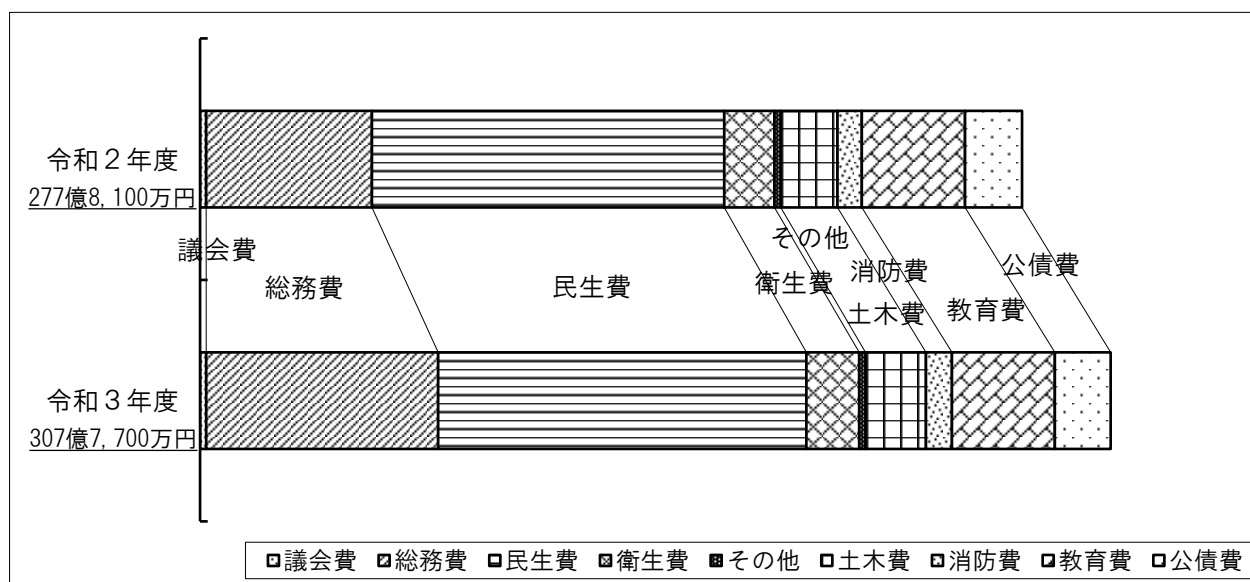 令和２年度
277億8,100万円
議会費
総務費
民生費
衛生費
その他
土木費
消防費
教育費
公債費
令和３年度
307億7,700万円
議会費 総務費 民生費 衛生費 その他 土木費 消防費 教育費 公債費